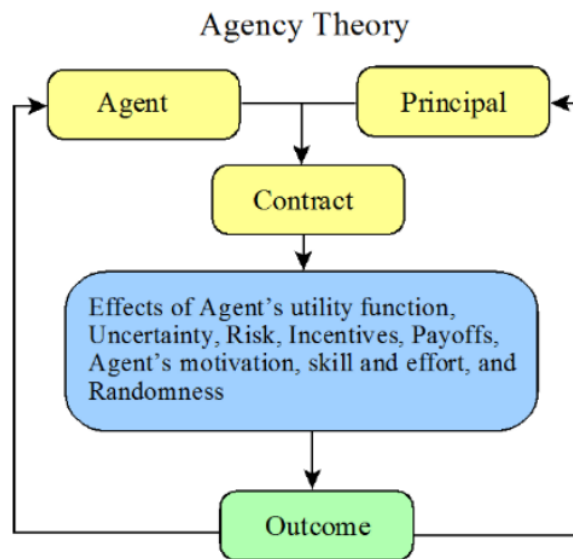 Agency Theory
Agent
Principal
Contract
Effects of Agent's utility function,
Uncertainty, Risk, Incentives, Payoffs,
Agent's motivation, skill and effort, and
Randomness
Outcome